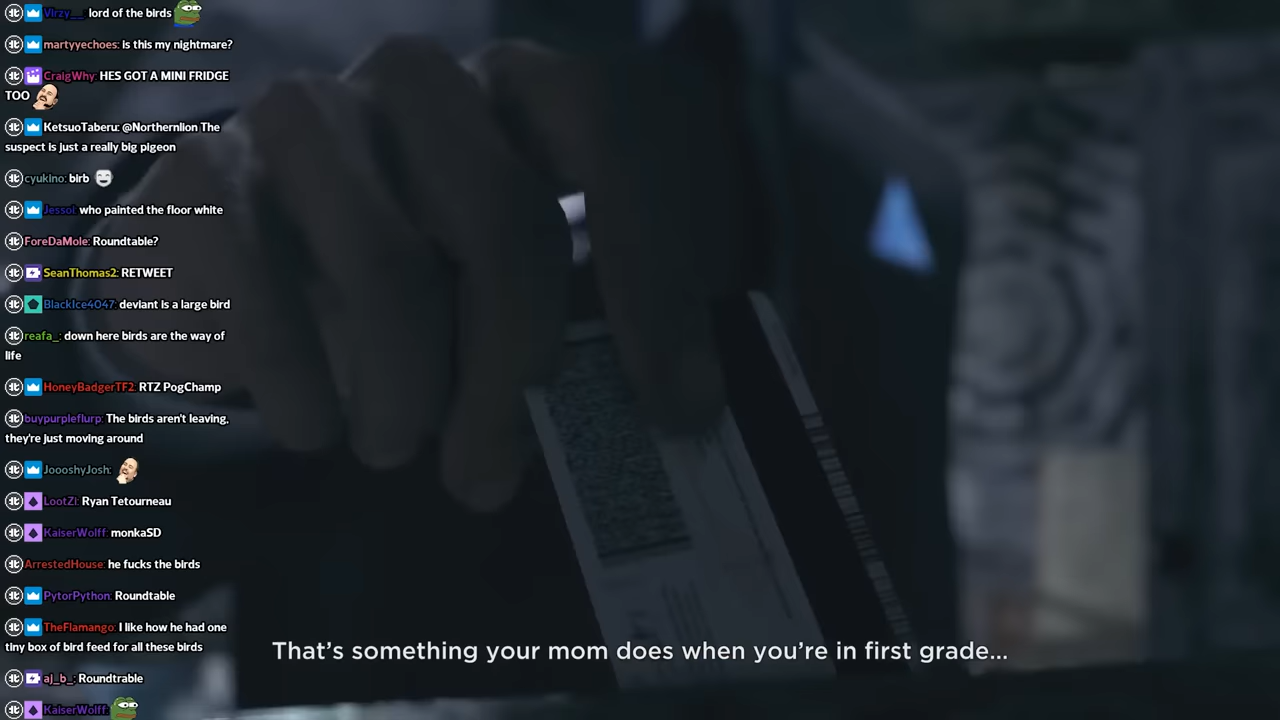 Virzy__: lord of the birds
martyyechoes: is this my nightmare?
CraigWhy: HES GOT A MINI FRIDGE
TOO
KetsuoTaberu: @Northernlion The
suspect is just a really big pigeon
cyukino: birb
Jessol: who painted the floor white
ForeDaMole: Roundtable?
SeanThomas2: RETWEET
BlackIce4047: deviant is a large bird
reafa_: down here birds are the way of
life
HoneyBadgerTF2: RTZ PogChamp
buypurpleflurp: The birds aren't leaving,
they're just moving around
JoooshyJosh:
LootZl: Ryan Tetourneau
KaiserWolff: monkaSD
ArrestedHouse: he fucks the birds
PytorPython: Roundtable
TheFlamango: I like how he had one
tiny box of bird feed for all these birds
That's something your mom does when you're in first grade...
aj_b_: Roundtrable
KaiserWolff: